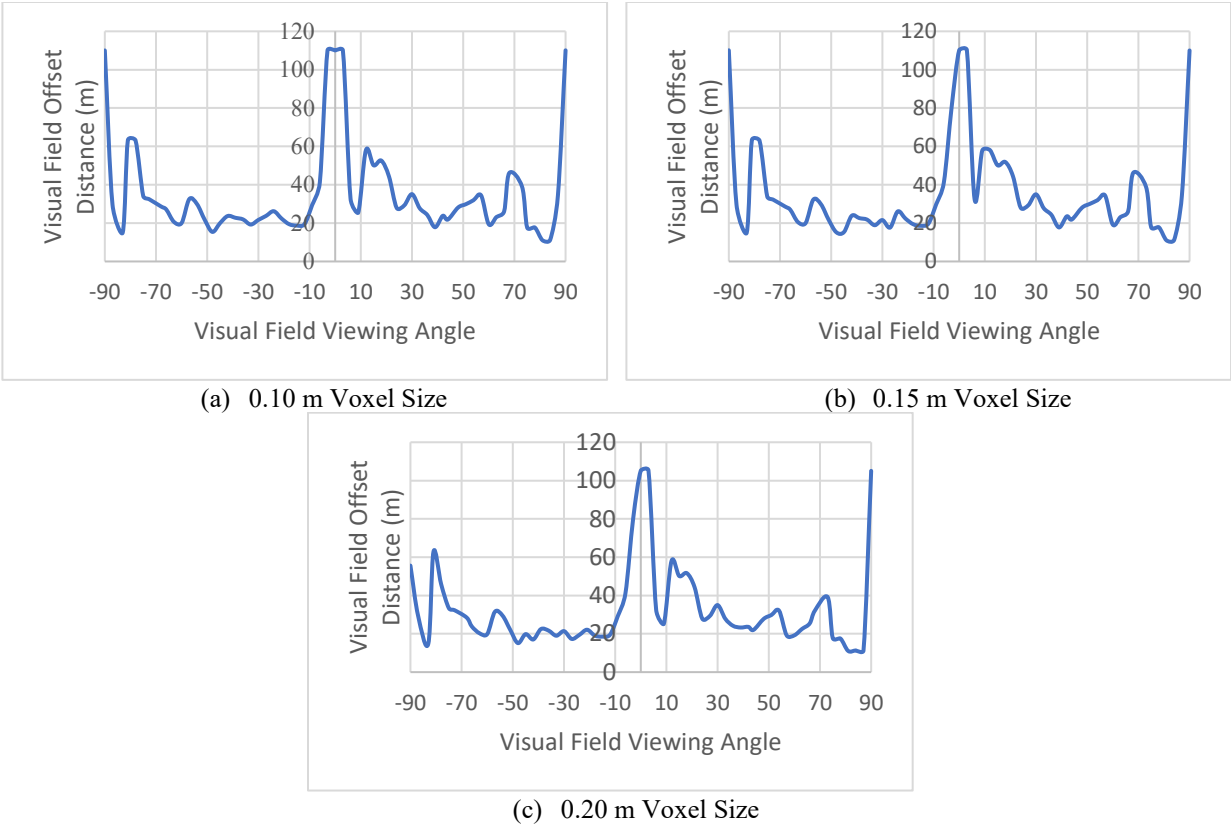 120
100
80
60
40
20
0
Visual Field Offset
Distance (m)
-90 -70 -50 -30 -10 10 30 50 70 90
Visual Field Viewing Angle
(a) 0.10 m Voxel Size
120
100
80
60
40
20
0
Visual Field Offset
Distance (m)
-90 -70 -50 -30 -10 10 30 50 70 90
Visual Field Viewing Angle
(b) 0.15 m Voxel Size
120
100
80
60
40
20
0
Visual Field Offset
Distance (m)
-90 -70 -50 -30 -10 10 30 50 70 90
Visual Field Viewing Angle
(c) 0.20 m Voxel Size